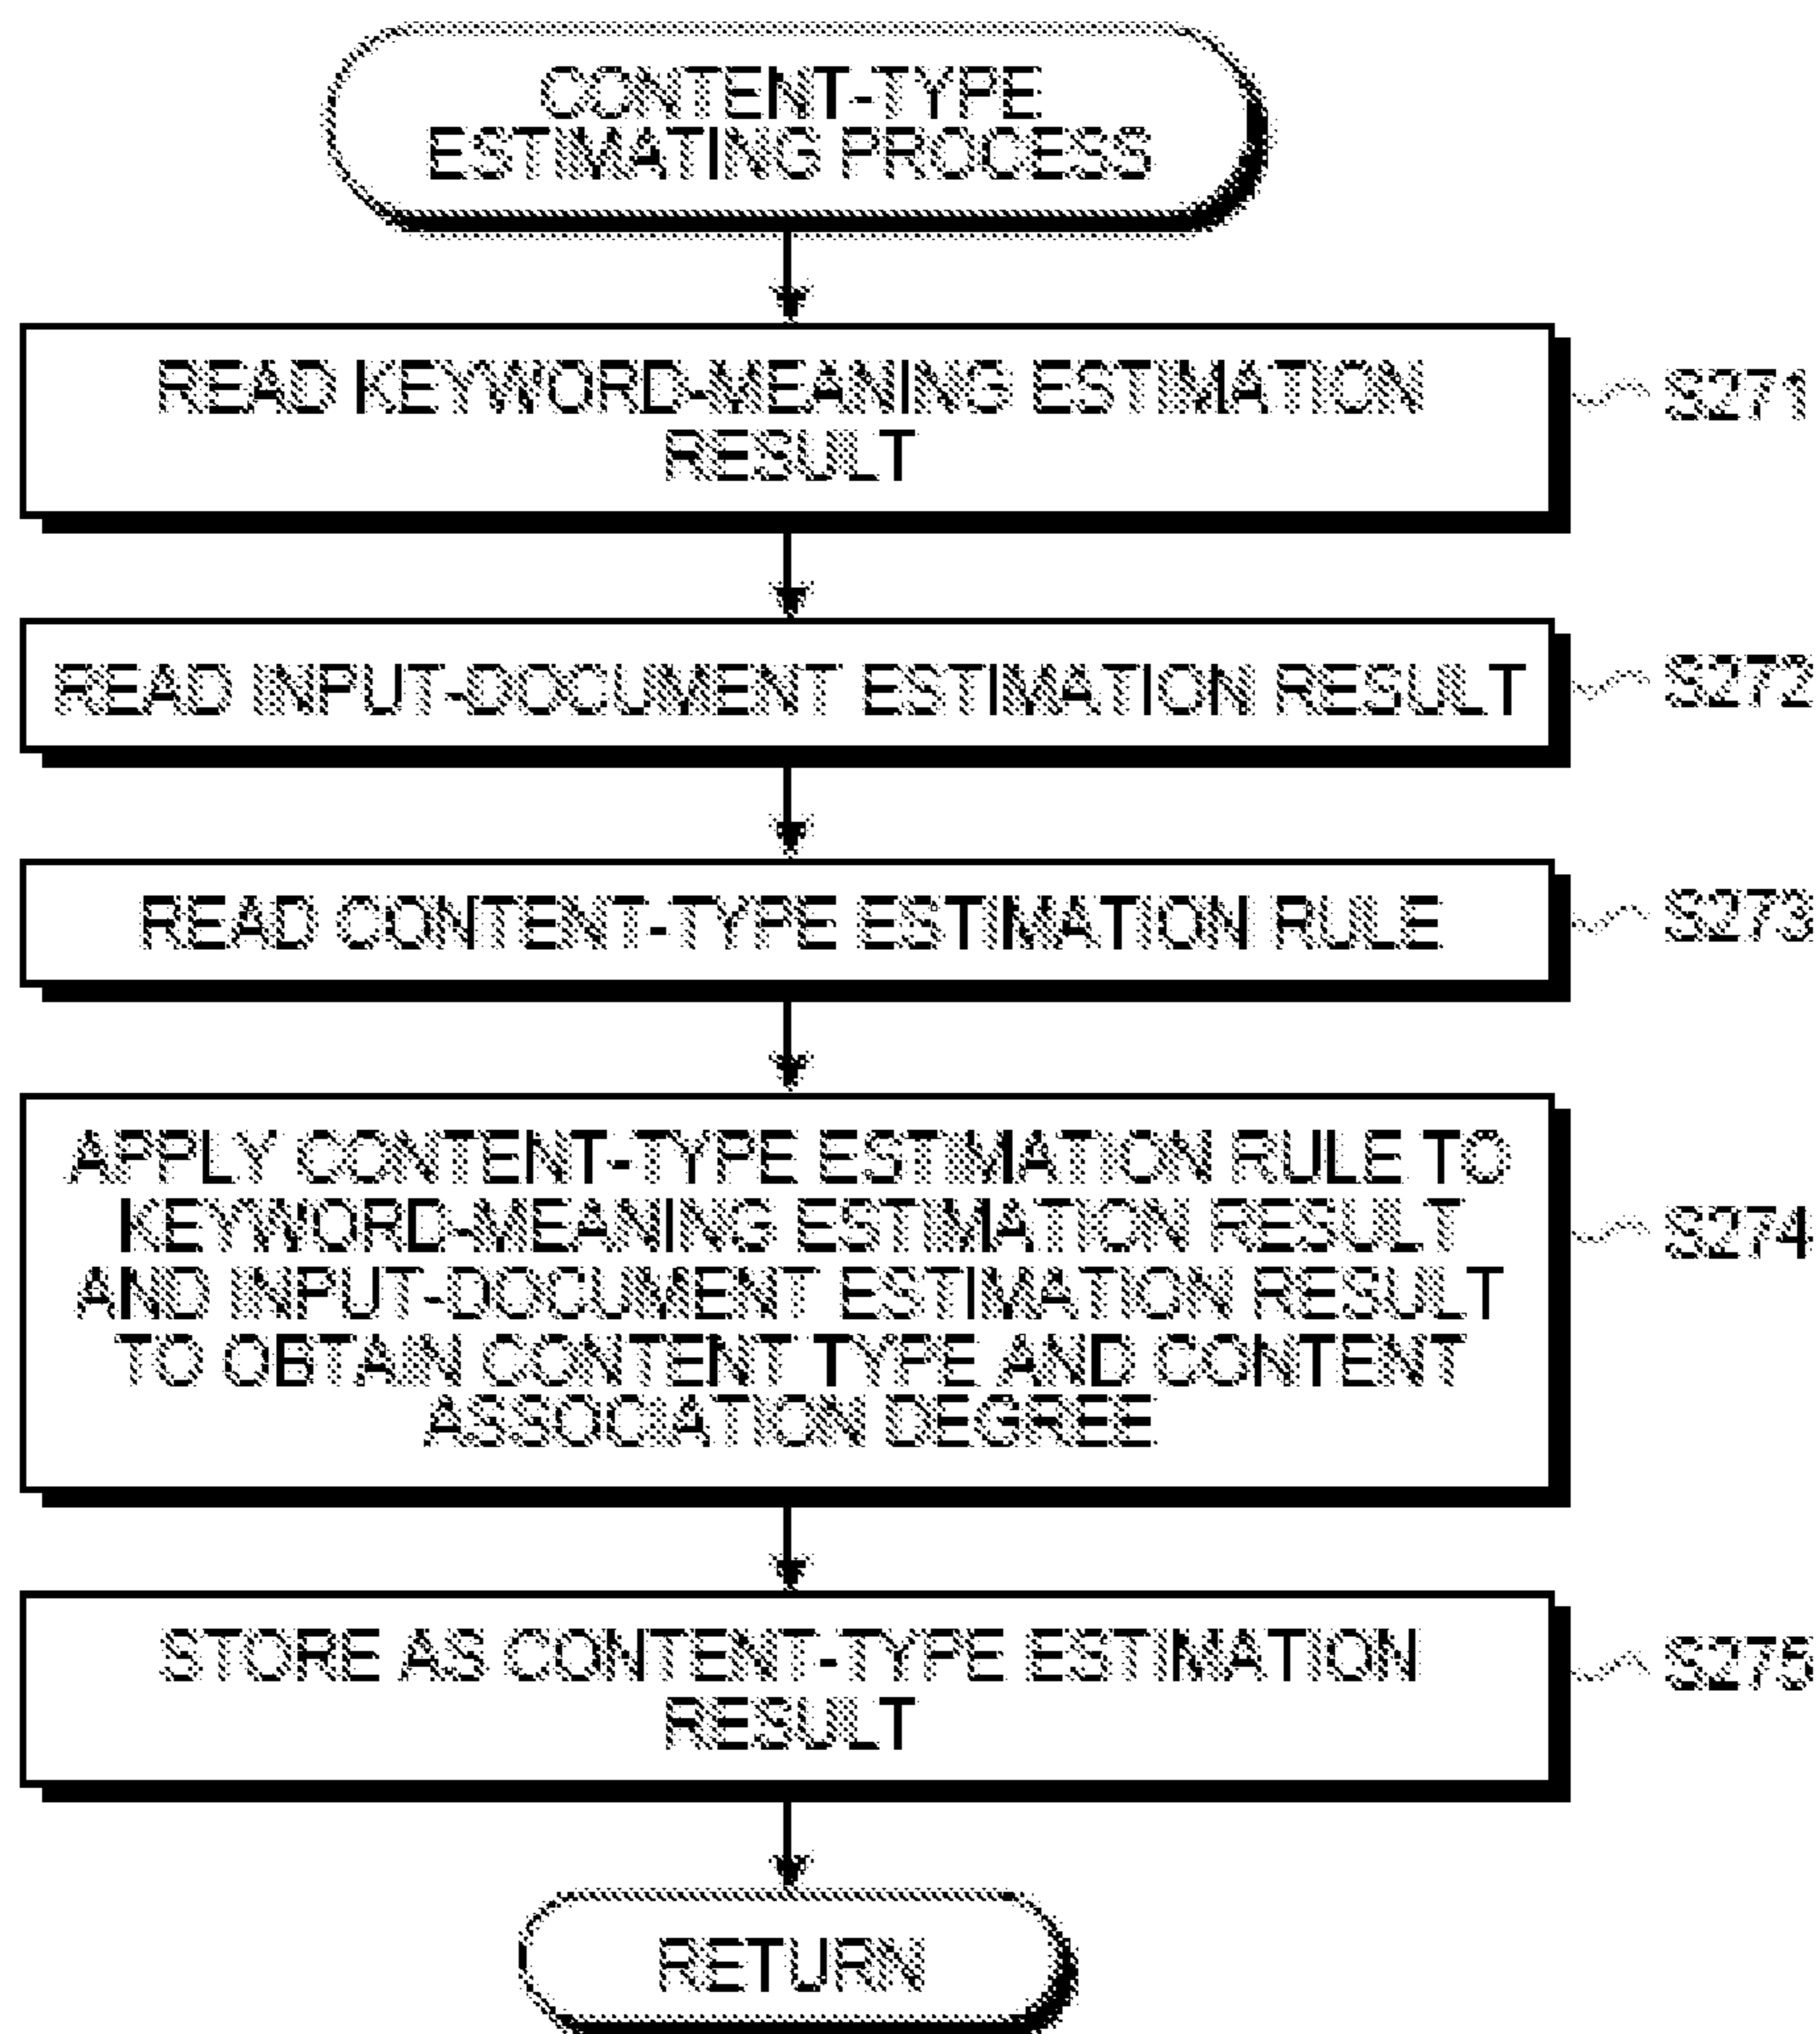 CONTENT-TYPE
ESTIMATING PROCESS
READ KEYWORD-MEANING ESTIMATION
RESULT
S271
READ INPUT-DOCUMENT ESTIMATION RESULT
S272
READ CONTENT-TYPE ESTIMATION RULE
S273
APPLY CONTENT-TYPE ESTIMATION RULE TO
KEYWORD-MEANING ESTIMATION RESULT
AND INPUT-DOCUMENT ESTIMATION RESULT
TO OBTAIN CONTENT TYPE AND CONTENT
ASSOCIATION DEGREE
S274
STORE AS CONTENT-TYPE ESTIMATION
RESULT
S275
RETURN